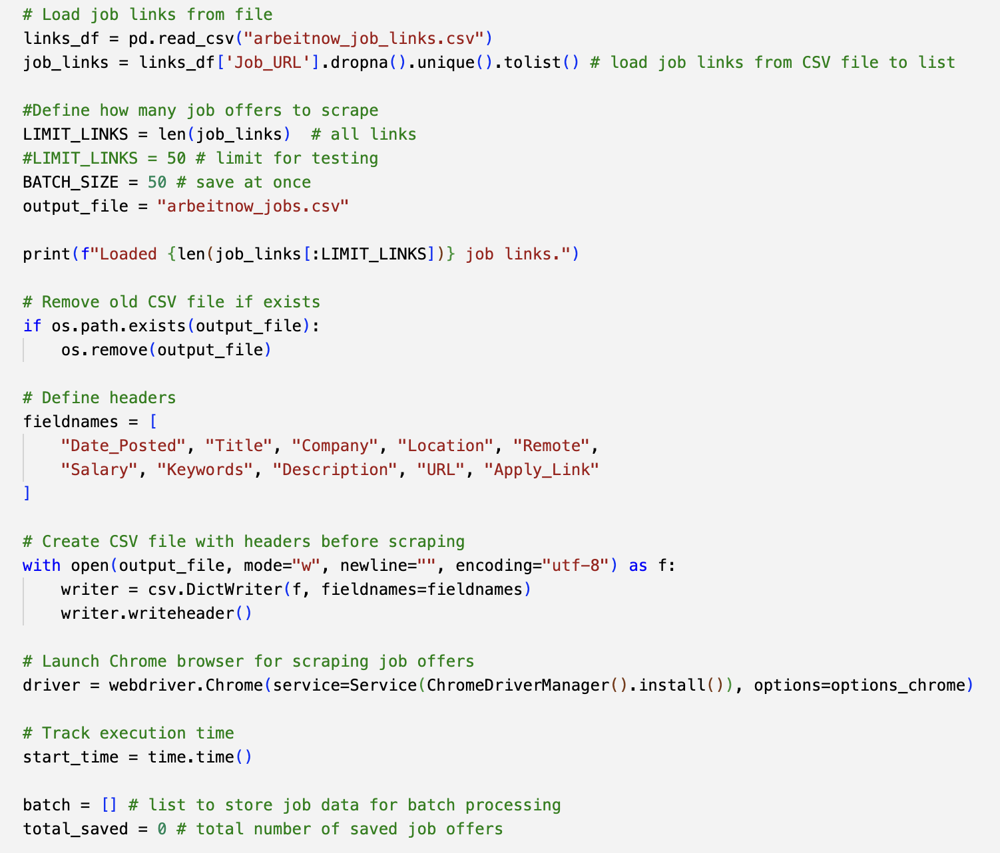 # Load job links from file
links_df = pd.read_csv("arbeitnow_job_links.csv")
job_links = links_df['Job_URL'].dropna().unique().tolist() # load job links from CSV file to list
#Define how many job offers to scrape
LIMIT_LINKS = len(job_links)  # all links
#LIMIT_LINKS = 50 # limit for testing
BATCH_SIZE = 50 # save at once
output_file = "arbeitnow_jobs.csv"
print(f"Loaded {len(job_links[:LIMIT_LINKS])} job links.")
# Remove old CSV file if exists
if os.path.exists(output_file):
    os.remove(output_file)
# Define headers
fieldnames = [
    "Date_Posted", "Title", "Company", "Location", "Remote",
    "Salary", "Keywords", "Description", "URL", "Apply_Link"
]
# Create CSV file with headers before scraping
with open(output_file, mode="w", newline="", encoding="utf-8") as f:
    writer = csv.DictWriter(f, fieldnames=fieldnames)
    writer.writeheader()
# Launch Chrome browser for scraping job offers
driver = webdriver.Chrome(service=Service(ChromeDriverManager().install()), options=options_chrome)
# Track execution time
start_time = time.time()
batch = [] # list to store job data for batch processing
total_saved = 0 # total number of saved job offers